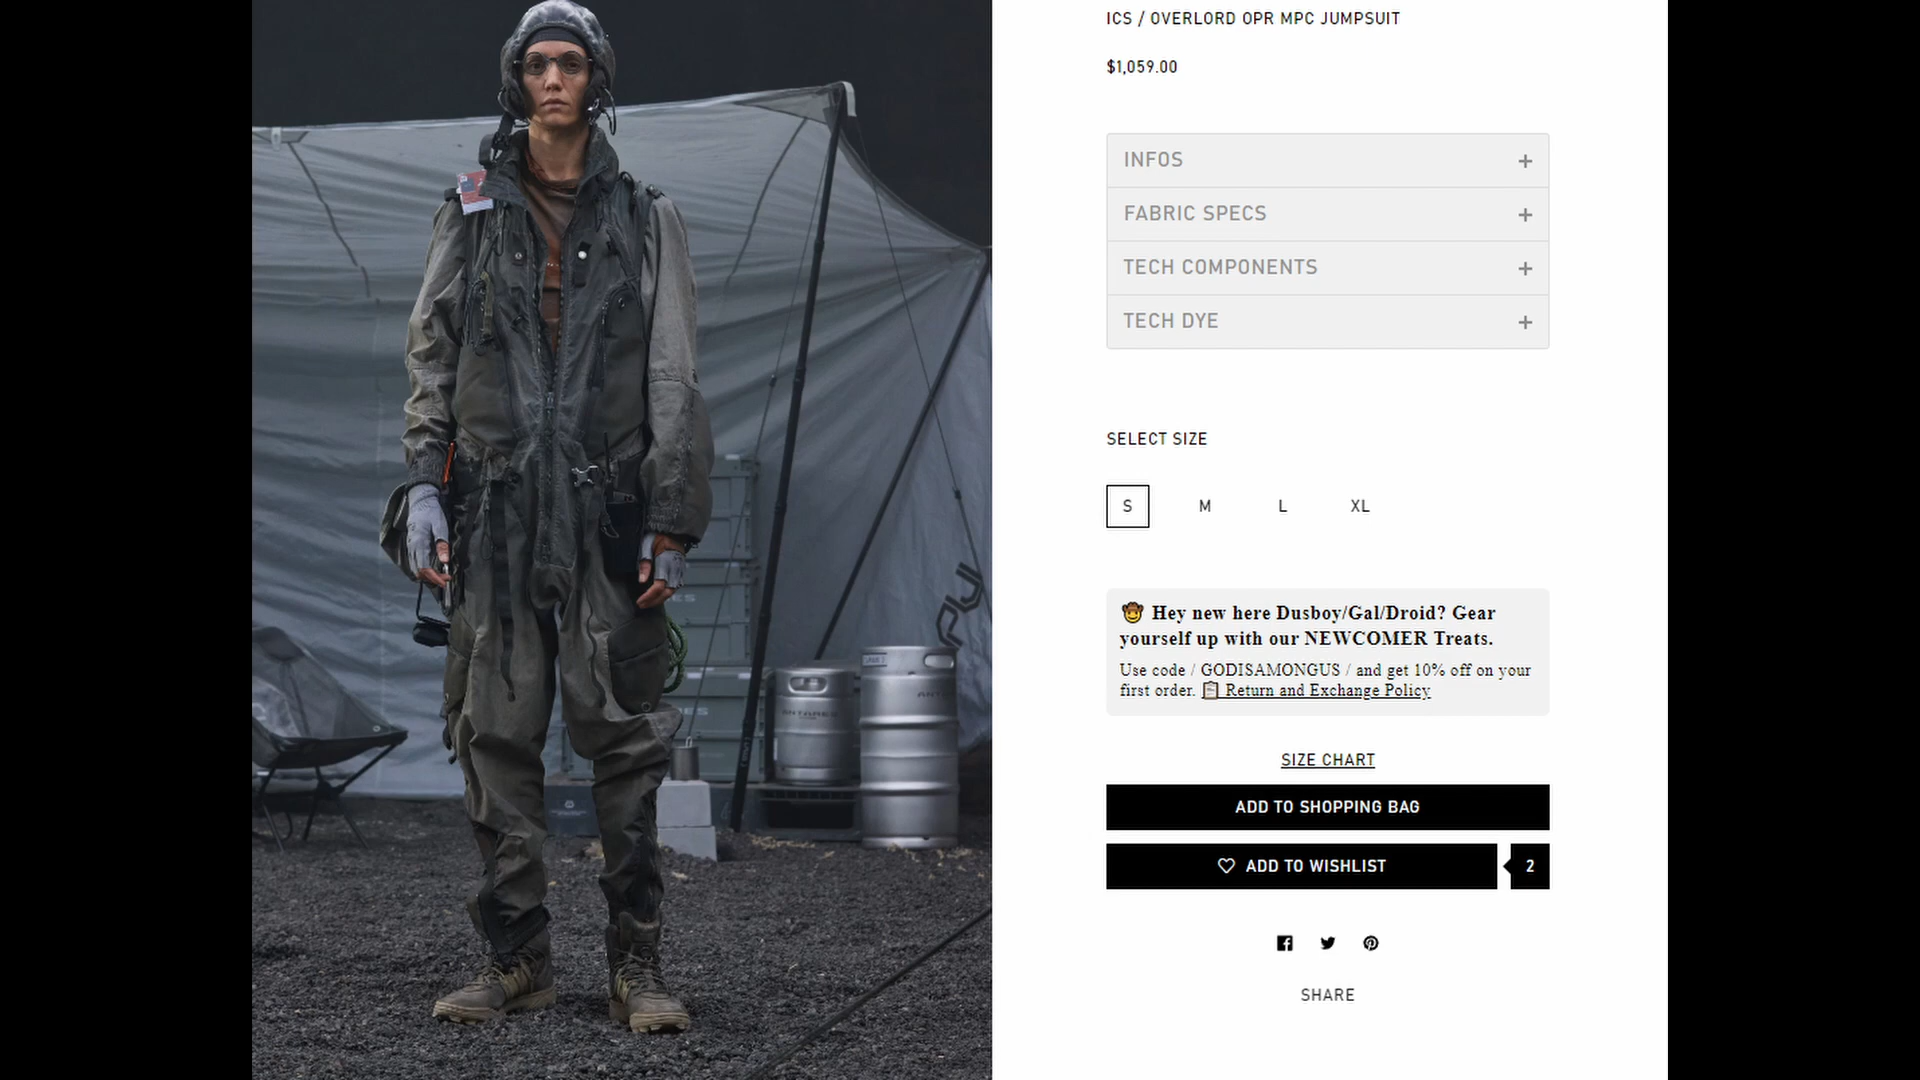 ICS / OVERLORD OPR MPC JUMPSUIT
$1,059.00
INFOS
FABRIC SPECS
TECH COMPONENTS
TECH DYE
SELECT SIZE
S M L XL
🤠 Hey new here Dusboy/Gal/Droid? Gear
yourself up with our NEWCOMER Treats.
Use code / GODISAMONGUS / and get 10% off on your
first order. 📋 Return and Exchange Policy
SIZE CHART
ADD TO SHOPPING BAG
ADD TO WISHLIST 2
SHARE
ANTAREZ